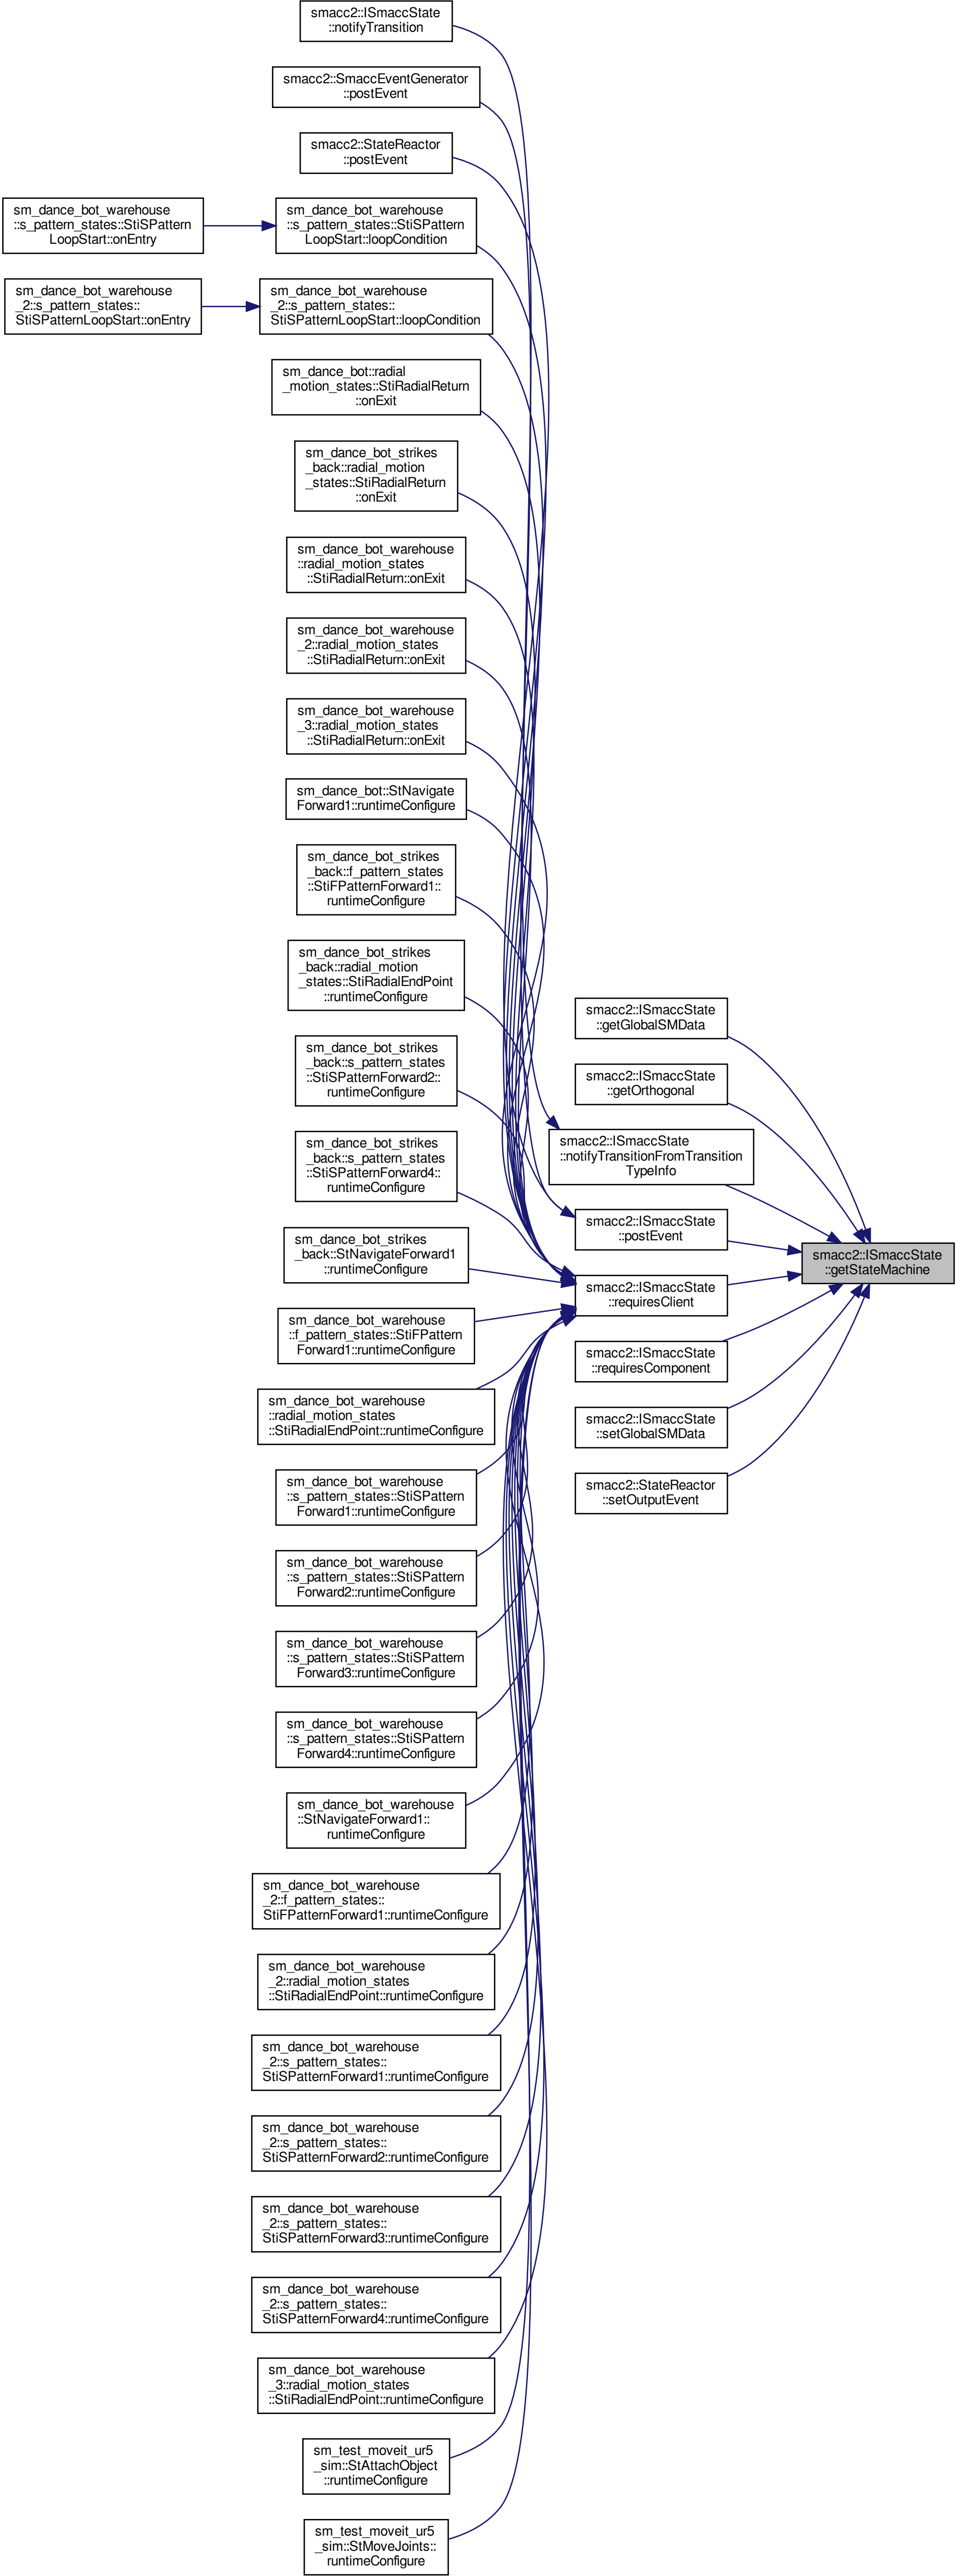 smacc2::ISmaccState
::notifyTransition
smacc2::SmaccEventGenerator
::postEvent
smacc2::StateReactor
::postEvent
sm_dance_bot_warehouse
::s_pattern_states::StiSPattern
LoopStart::onEntry
sm_dance_bot_warehouse
::s_pattern_states::StiSPattern
LoopStart::loopCondition
sm_dance_bot_warehouse
_2::s_pattern_states::
StiSPatternLoopStart::onEntry
sm_dance_bot_warehouse
_2::s_pattern_states::
StiSPatternLoopStart::loopCondition
sm_dance_bot::radial
_motion_states::StiRadialReturn
::onExit
sm_dance_bot_strikes
_back::radial_motion
_states::StiRadialReturn
::onExit
sm_dance_bot_warehouse
::radial_motion_states
::StiRadialReturn::onExit
sm_dance_bot_warehouse
_2::radial_motion_states
::StiRadialReturn::onExit
sm_dance_bot_warehouse
_3::radial_motion_states
::StiRadialReturn::onExit
sm_dance_bot::StNavigate
Forward1::runtimeConfigure
sm_dance_bot_strikes
_back::f_pattern_states
::StiFPatternForward1::
runtimeConfigure
sm_dance_bot_strikes
_back::radial_motion
_states::StiRadialEndPoint
::runtimeConfigure
sm_dance_bot_strikes
_back::s_pattern_states
::StiSPatternForward2::
runtimeConfigure
sm_dance_bot_strikes
_back::s_pattern_states
::StiSPatternForward4::
runtimeConfigure
sm_dance_bot_strikes
_back::StNavigateForward1
::runtimeConfigure
sm_dance_bot_warehouse
::f_pattern_states::StiFPattern
Forward1::runtimeConfigure
sm_dance_bot_warehouse
::radial_motion_states
::StiRadialEndPoint::runtimeConfigure
sm_dance_bot_warehouse
::s_pattern_states::StiSPattern
Forward1::runtimeConfigure
sm_dance_bot_warehouse
::s_pattern_states::StiSPattern
Forward2::runtimeConfigure
sm_dance_bot_warehouse
::s_pattern_states::StiSPattern
Forward3::runtimeConfigure
sm_dance_bot_warehouse
::s_pattern_states::StiSPattern
Forward4::runtimeConfigure
sm_dance_bot_warehouse
::StNavigateForward1::
runtimeConfigure
sm_dance_bot_warehouse
_2::f_pattern_states::
StiFPatternForward1::runtimeConfigure
sm_dance_bot_warehouse
_2::radial_motion_states
::StiRadialEndPoint::runtimeConfigure
sm_dance_bot_warehouse
_2::s_pattern_states::
StiSPatternForward1::runtimeConfigure
sm_dance_bot_warehouse
_2::s_pattern_states::
StiSPatternForward2::runtimeConfigure
sm_dance_bot_warehouse
_2::s_pattern_states::
StiSPatternForward3::runtimeConfigure
sm_dance_bot_warehouse
_2::s_pattern_states::
StiSPatternForward4::runtimeConfigure
sm_dance_bot_warehouse
_3::radial_motion_states
::StiRadialEndPoint::runtimeConfigure
sm_test_moveit_ur5
_sim::StAttachObject
::runtimeConfigure
sm_test_moveit_ur5
_sim::StMoveJoints::
runtimeConfigure
smacc2::ISmaccState
::getGlobalSMData
smacc2::ISmaccState
::getOrthogonal
smacc2::ISmaccState
::notifyTransitionFromTransition
TypeInfo
smacc2::ISmaccState
::postEvent
smacc2::ISmaccState
::requiresClient
smacc2::ISmaccState
::requiresComponent
smacc2::ISmaccState
::setGlobalSMData
smacc2::StateReactor
::setOutputEvent
smacc2::ISmaccState
::getStateMachine